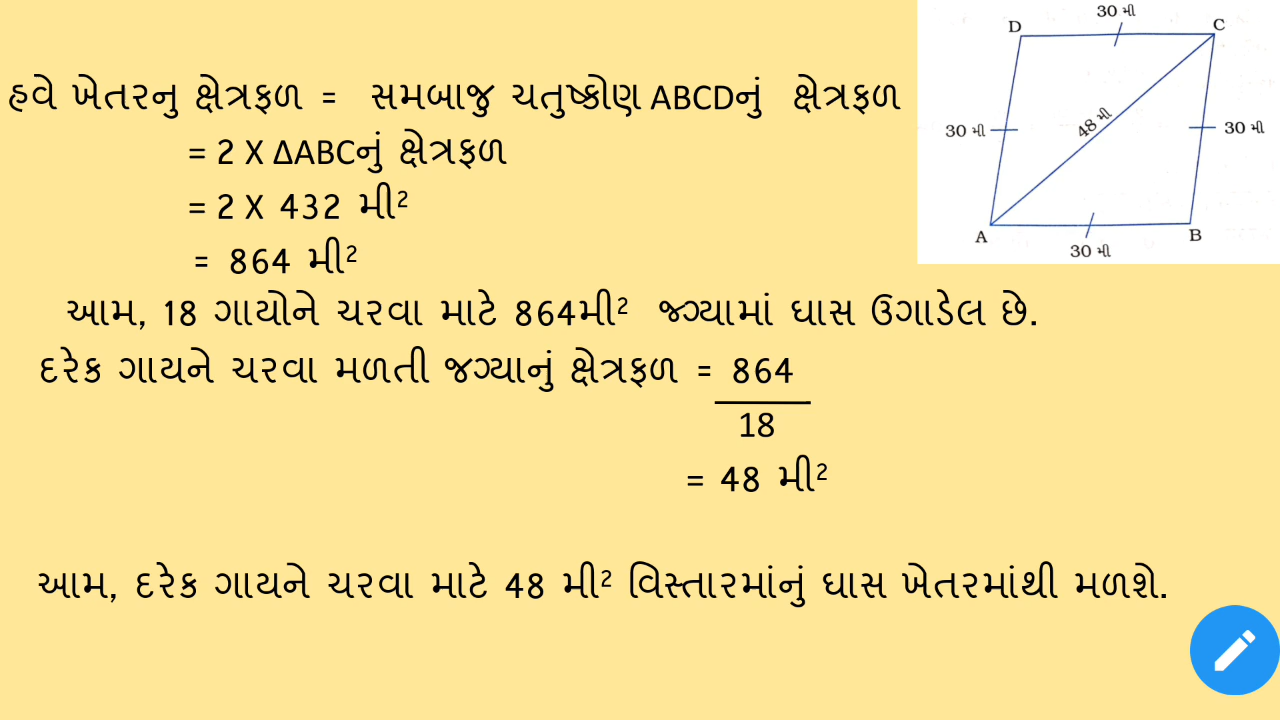 હવે ખેતરનુ ક્ષેત્રફળ = સમબાજુ ચતુષ્કોણ ABCDનું ક્ષેત્રફળ
= 2 X ΔABCનું ક્ષેત્રફળ
= 2 X 432 મી²
= 864 મી²
આમ, 18 ગાયોને ચરવા માટે 864મી² જ્ગ્યામાં ઘાસ ઉગાડેલ છે.
દરેક ગાયને ચરવા મળતી જગ્યાનું ક્ષેત્રફળ = 864
18
= 48 મી²
આમ, દરેક ગાયને ચરવા માટે 48 મી² વિસ્તારમાંનું ઘાસ ખેતરમાંથી મળશે.
30 મી
D C
48 મી
30 મી 30 મી
A B
30 મી